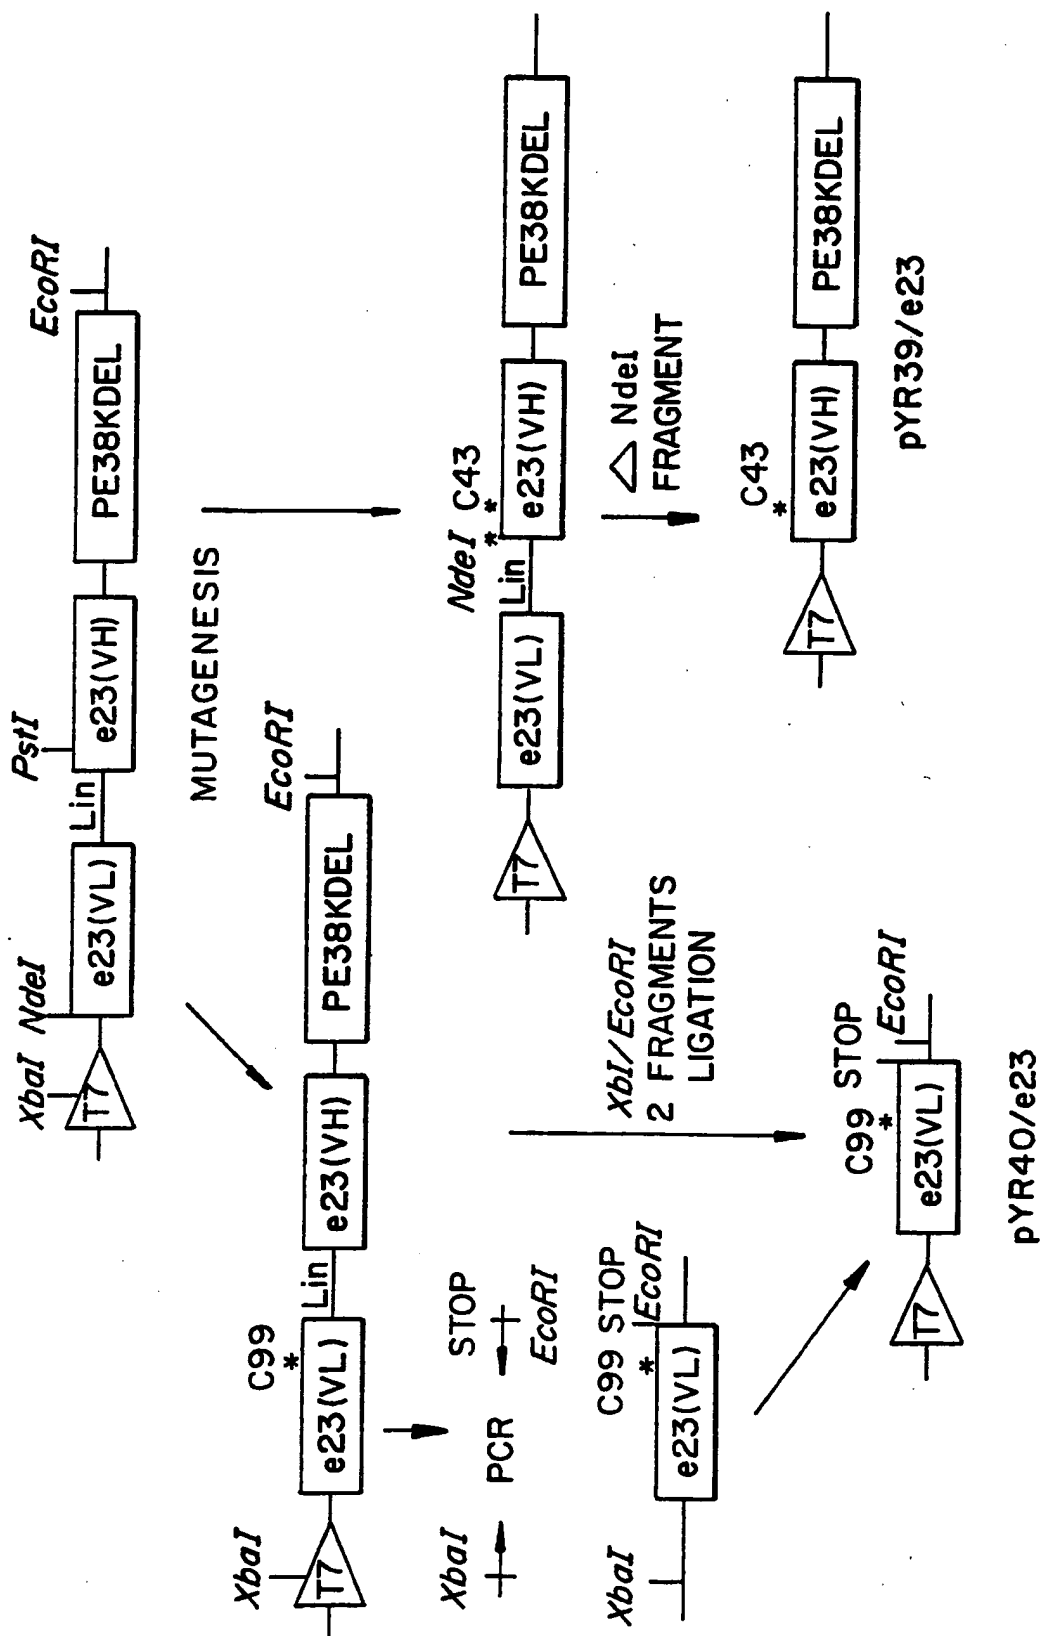 XbaI NdeI PstI EcoRI
T7 e23(VL) Lin e23(VH) PE38KDEL
MUTAGENESIS
XbaI C99 * EcoRI
T7 e23(VL) Lin e23(VH) PE38KDEL
NdeI C43
* *
T7 e23(VL) Lin e23(VH) PE38KDEL
XbaI PCR STOP
EcoRI
XbI/EcoRI
2 FRAGMENTS
LIGATION
△ NdeI
FRAGMENT
XbaI C99 STOP
* EcoRI
e23(VL)
C99 STOP
* EcoRI
T7 e23(VL)
pYR40/e23
C43
*
T7 e23(VH) PE38KDEL
pYR39/e23